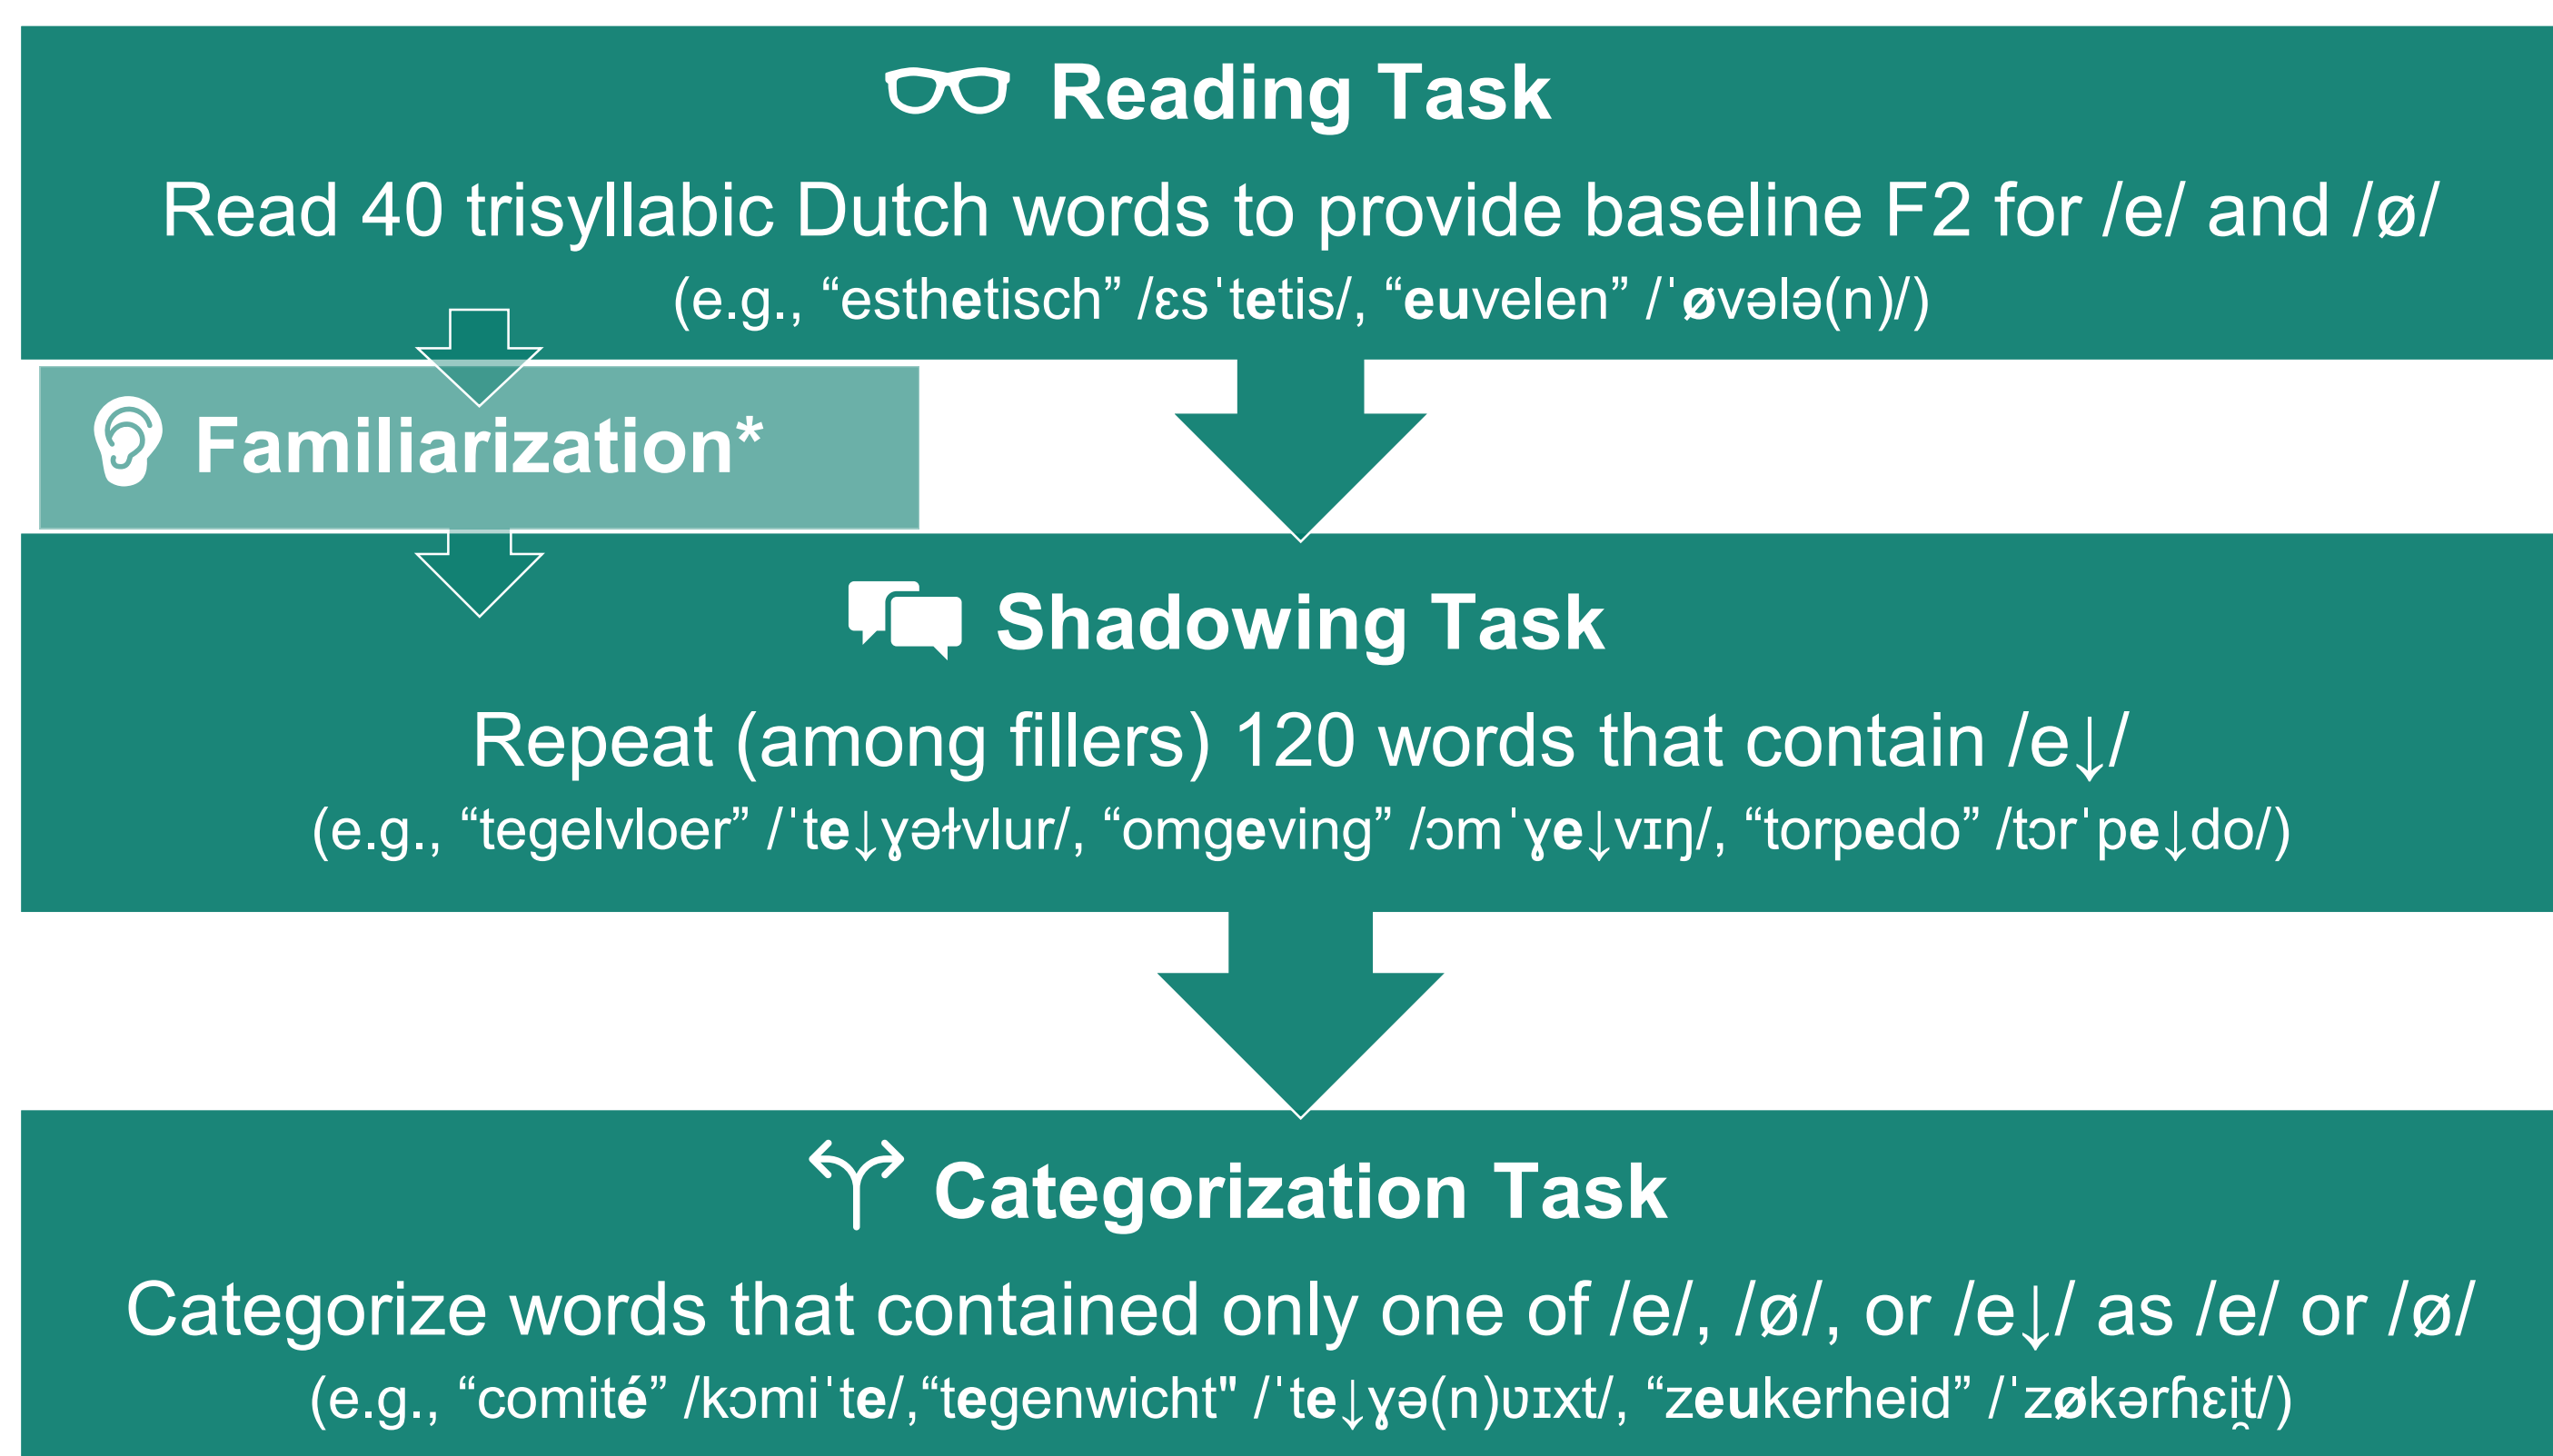 Reading Task
Read 40 trisyllabic Dutch words to provide baseline F2 for /e/ and /ø/
(e.g., “esthetisch” /ɛsˈtetis/, “euvelen” /ˈøvələ(n)/)
Familiarization*
Shadowing Task
Repeat (among fillers) 120 words that contain /e↓/
(e.g., “tegelvloer” /ˈte↓ɣəɫvlur/, “omgeving” /ɔmˈɣe↓vɪŋ/, “torpedo” /tɔrˈpe↓do/)
Categorization Task
Categorize words that contained only one of /e/, /ø/, or /e↓/ as /e/ or /ø/
(e.g., “comité” /kɔmiˈte/,“tegenwicht" /ˈte↓ɣə(n)ʋɪxt/, “zeukerheid” /ˈzøkərɦɛi̯t/)